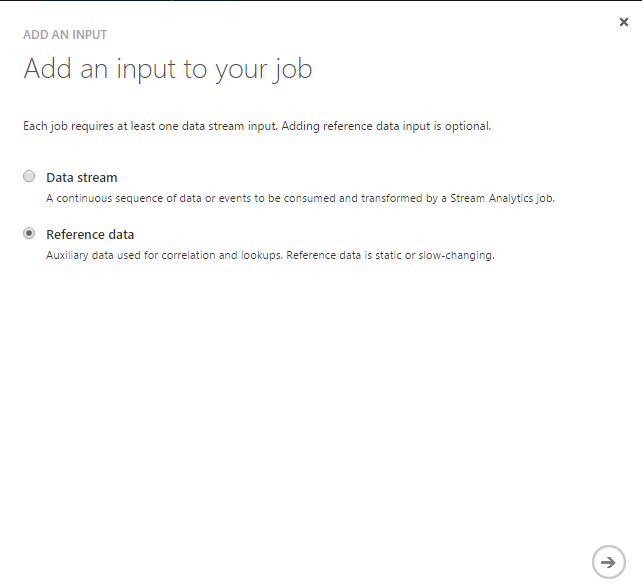 ADD AN INPUT
Add an input to your job
Each job requires at least one data stream input. Adding reference data input is optional.
Data stream
A continuous sequence of data or events to be consumed and transformed by a Stream Analytics job.
Reference data
Auxiliary data used for correlation and lookups. Reference data is static or slow-changing.